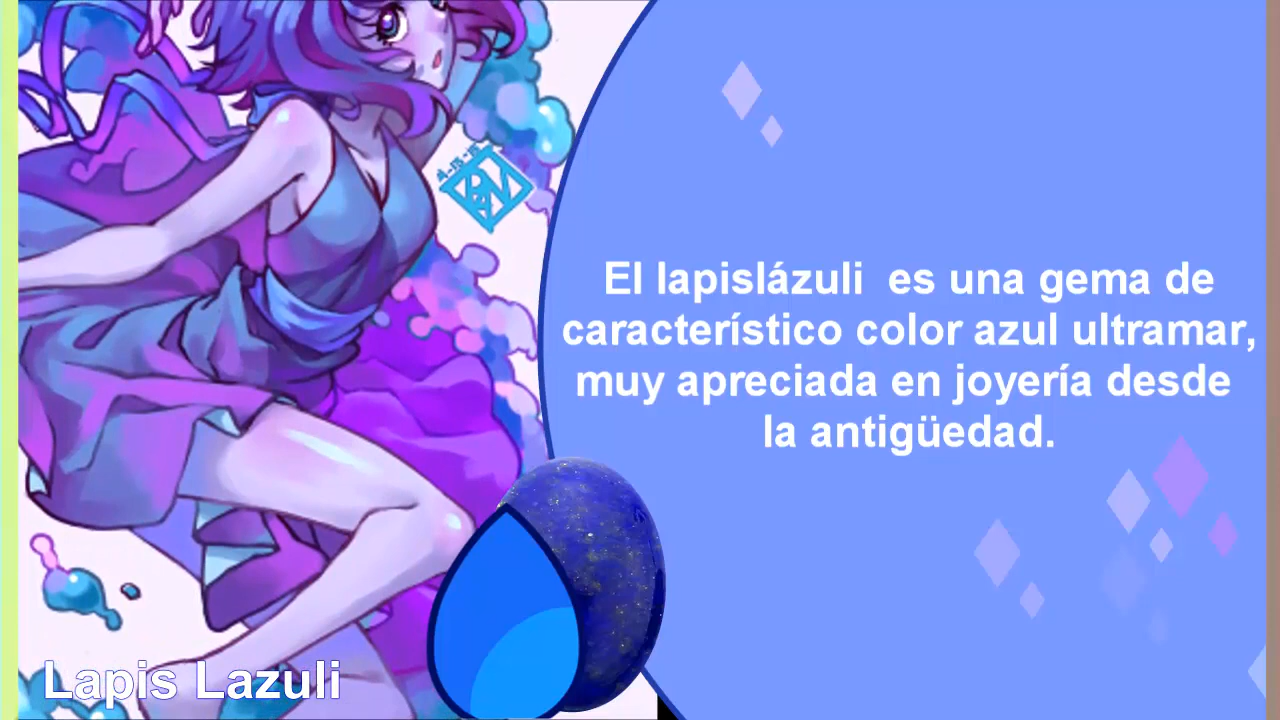 El lapislázuli es una gema de
característico color azul ultramar,
muy apreciada en joyería desde
la antigüedad.
Lapis Lazuli